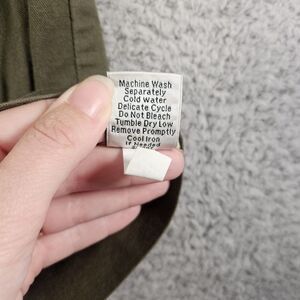 Machine Wash
Separately
Cold water
Delicate Cycle
Do Not Bleach
Tumble Dry Low
Remove Promptly
Cool Iron
If Needed